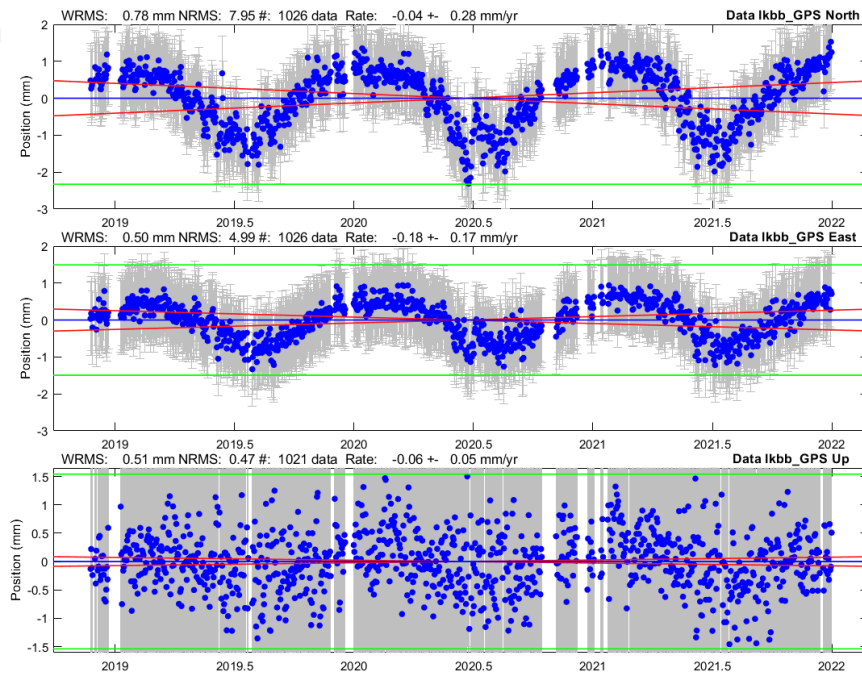 WRMS: 0.78 mm NRMS: 7.95 #: 1026 data Rate: -0.04 +- 0.28 mm/yr Data lkbb_GPS North
2
1
0
-1
-2
-3
Position (mm)
2019 2019.5 2020 2020.5 2021 2021.5 2022
WRMS: 0.50 mm NRMS: 4.99 #: 1026 data Rate: -0.18 +- 0.17 mm/yr Data lkbb_GPS East
2
1
0
-1
-2
-3
Position (mm)
2019 2019.5 2020 2020.5 2021 2021.5 2022
WRMS: 0.51 mm NRMS: 0.47 #: 1021 data Rate: -0.06 +- 0.05 mm/yr Data lkbb_GPS Up
1.5
1
0.5
0
-0.5
-1
-1.5
Position (mm)
2019 2019.5 2020 2020.5 2021 2021.5 2022